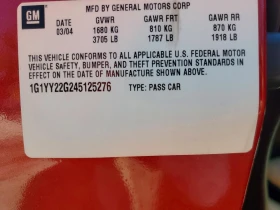 GM
MFD BY GENERAL MOTORS CORP
DATE GVWR GAWR FRT GAWR RR
03/04 1680 KG 810 KG 870 KG
3705 LB 1787 LB 1918 LB
THIS VEHICLE CONFORMS TO ALL APPLICABLE U.S. FEDERAL MOTOR
VEHICLE SAFETY, BUMPER, AND THEFT PREVENTION STANDARDS IN
EFFECT ON THE DATE OF MANUFACTURE SHOWN ABOVE.
1G1YY22G245125276 TYPE: PASS CAR